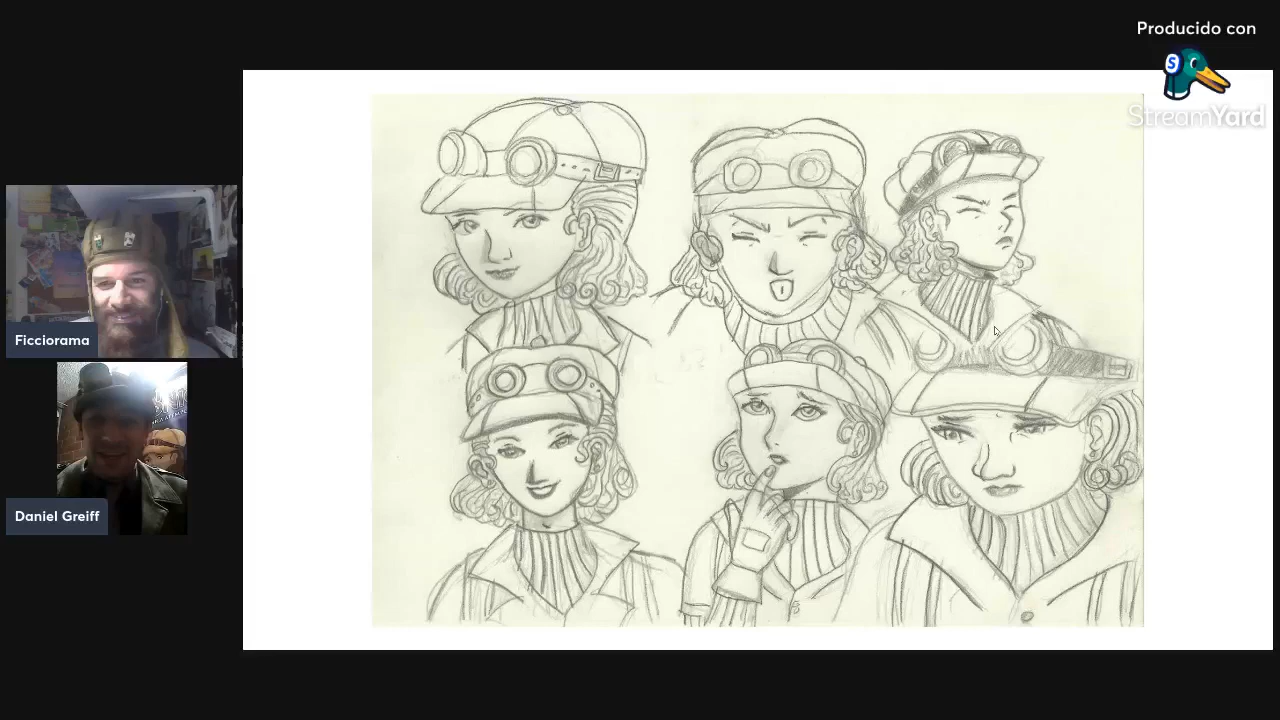 Producido con
S
StreamYard
Ficciorama
Daniel Greiff